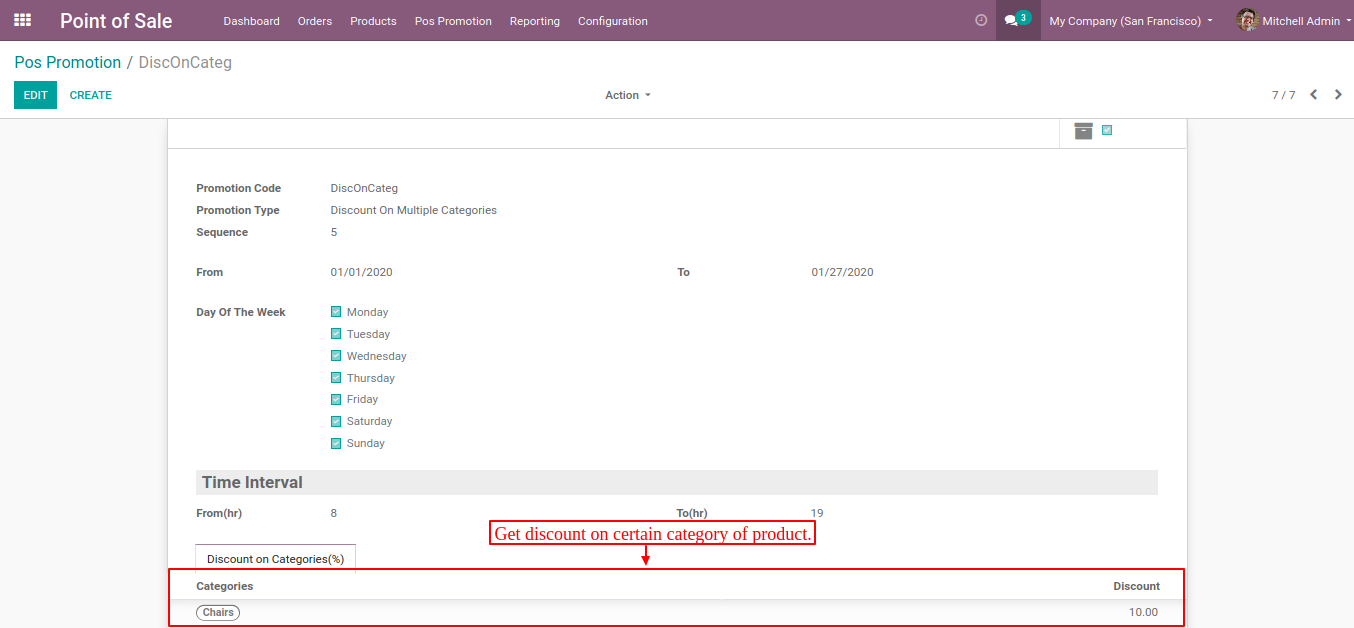 Point of Sale Dashboard Orders Products Pos Promotion Reporting Configuration 3 My Company (San Francisco) Mitchell Admin
Pos Promotion / DiscOnCateg
EDIT CREATE Action 7 / 7
Promotion Code DiscOnCateg
Promotion Type Discount On Multiple Categories
Sequence 5
From 01/01/2020 To 01/27/2020
Day Of The Week Monday
Tuesday
Wednesday
Thursday
Friday
Saturday
Sunday
Time Interval
From(hr) 8 To(hr) 19
Get discount on certain category of product.
Discount on Categories(%)
Categories Discount
Chairs 10.00